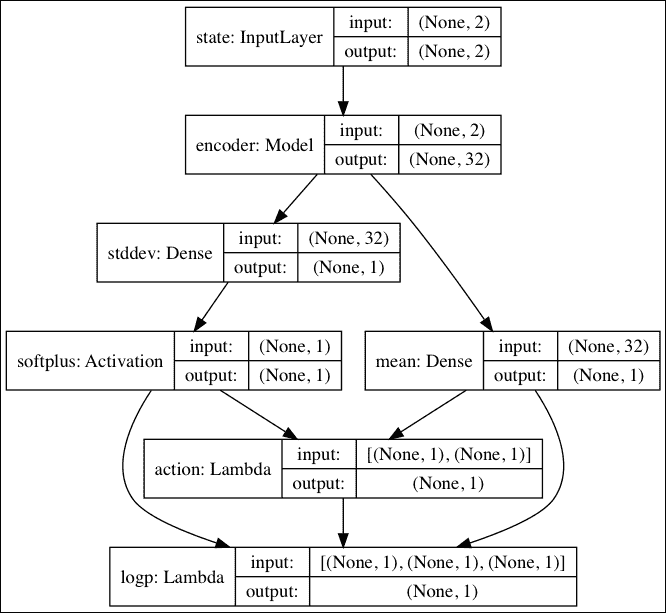 state: InputLayer
input: (None, 2)
output: (None, 2)
encoder: Model
input: (None, 2)
output: (None, 32)
stddev: Dense
input: (None, 32)
output: (None, 1)
softplus: Activation
input: (None, 1)
output: (None, 1)
mean: Dense
input: (None, 32)
output: (None, 1)
action: Lambda
input: [(None, 1), (None, 1)]
output: (None, 1)
logp: Lambda
input: [(None, 1), (None, 1), (None, 1)]
output: (None, 1)